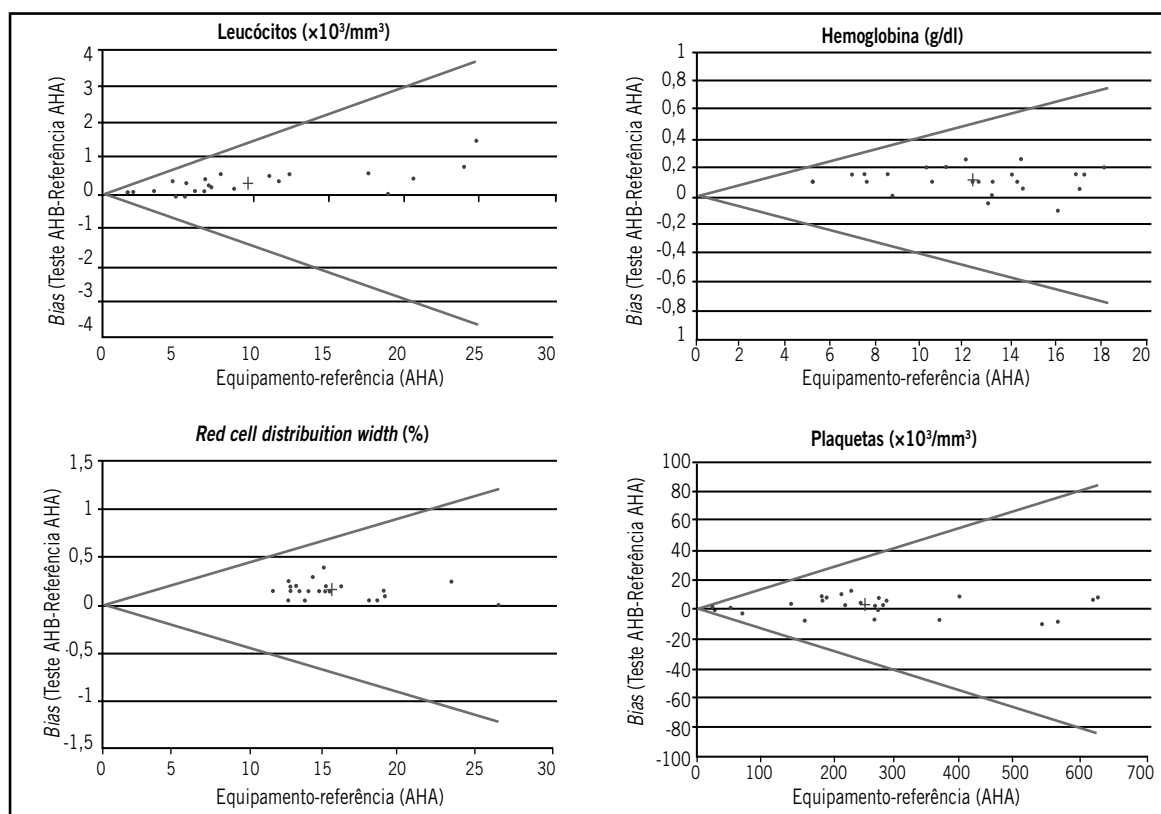 Leucócitos (×10³/mm³)
4
3
2
1
0
-1
-2
-3
-4
Bias (Teste AHB-Referência AHA)
0 5 10 15 20 25 30
Equipamento-referência (AHA)
Hemoglobina (g/dl)
1
0,8
0,6
0,4
0,2
0
-0,2
-0,4
-0,6
-0,8
1
Bias (Teste AHB-Referência AHA)
0 2 4 6 8 10 12 14 16 18 20
Equipamento-referência (AHA)
Red cell distribuition width (%)
1,5
1
0,5
0
-0,5
-1
-1,5
Bias (Teste AHB-Referência AHA)
0 5 10 15 20 25 30
Equipamento-referência (AHA)
Plaquetas (×10³/mm³)
100
80
60
40
20
0
-20
-40
-60
-80
-100
Bias (Teste AHB-Referência AHA)
0 100 200 300 400 500 600 700
Equipamento-referência (AHA)